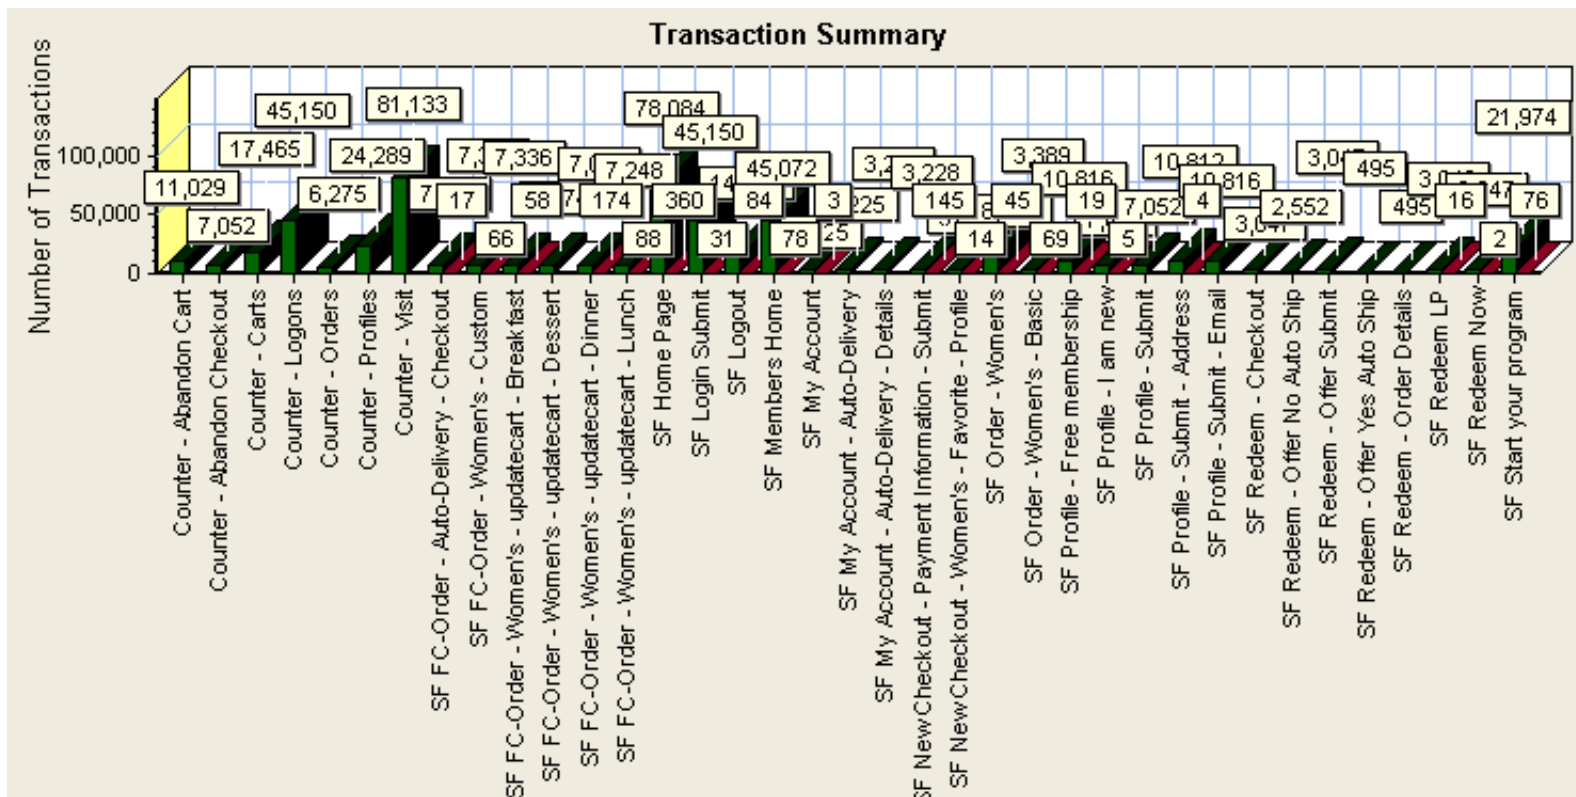 Transaction Summary
Number of Transactions
100,000
50,000
0
11,029
7,052
17,465
45,150
6,275
24,289
81,133
17
66
7,336
58
174
7,248
88
78,084
360
45,150
31
84
45,072
78
3
3,228
145
14
45
3,389
69
10,816
19
5
7,052
10,812
4
10,816
3,047
2,552
495
495
16
2
21,974
76
Counter - Abandon Cart
Counter - Abandon Checkout
Counter - Carts
Counter - Logons
Counter - Orders
Counter - Profiles
Counter - Visit
SF FC-Order - Auto-Delivery - Checkout
SF FC-Order - Women's - Custom
SF FC-Order - Women's - updatecart - Breakfast
SF FC-Order - Women's - updatecart - Dessert
SF FC-Order - Women's - updatecart - Dinner
SF FC-Order - Women's - updatecart - Lunch
SF Home Page
SF Login Submit
SF Logout
SF Members Home
SF My Account
SF My Account - Auto-Delivery
SF My Account - Auto-Delivery - Details
SF NewCheckout - Payment Information - Submit
SF NewCheckout - Women's - Favorite - Profile
SF Order - Women's
SF Order - Women's - Basic
SF Profile - Free membership
SF Profile - I am new
SF Profile - Submit
SF Profile - Submit - Address
SF Profile - Submit - Email
SF Redeem - Checkout
SF Redeem - Offer No Auto Ship
SF Redeem - Offer Submit
SF Redeem - Offer Yes Auto Ship
SF Redeem - Order Details
SF Redeem LP
SF Redeem Now
SF Start your program